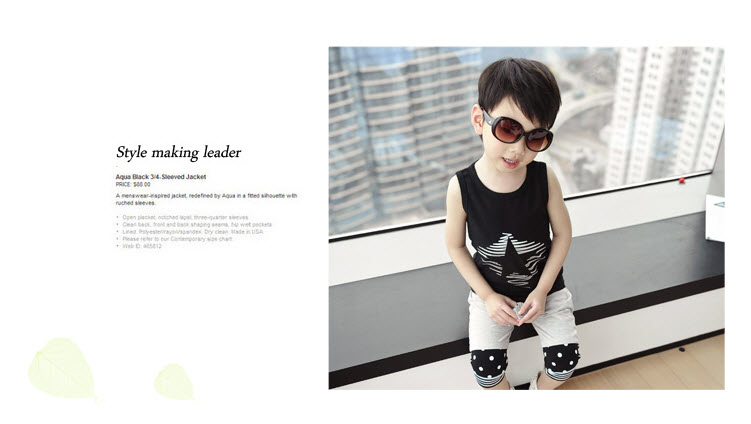 Style making leader
Aqua Black 3/4-Sleeved Jacket
PRICE: $88.00
A menswear-inspired jacket, redefined by Aqua in a fitted silhouette with
ruched sleeves.
• Open placket, notched lapel, three-quarter sleeves
• Clean back, front and back shaping seams, hip welt pockets
• Lined. Polyester/rayon/spandex. Dry clean. Made in USA
• Please refer to our Contemporary size chart
• Web ID: 465812